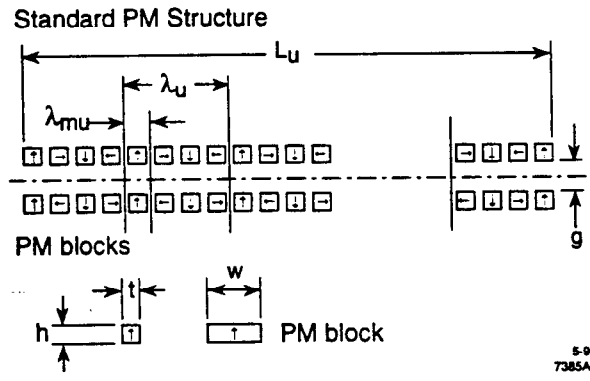 Standard PM Structure
Lᵤ
λᵤ
λₘᵤ
↑ → ↓ ← ↑ → ↓ ← ↑ → ↓ ← → ↓ ← ↑
↑ ← ↓ → ↑ ← ↓ → ↑ ← ↓ → ← ↓ → ↑
g
PM blocks
t
w
h
↑
↑
PM block
5-9
7385A